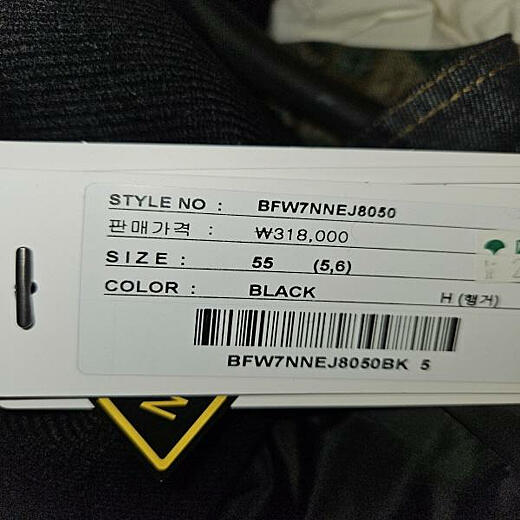 STYLE NO : BFW7NNEJ8050
판매가격 : ₩318,000
SIZE : 55 (5,6)
COLOR : BLACK H (행거)
BFW7NNEJ8050BK 5
N